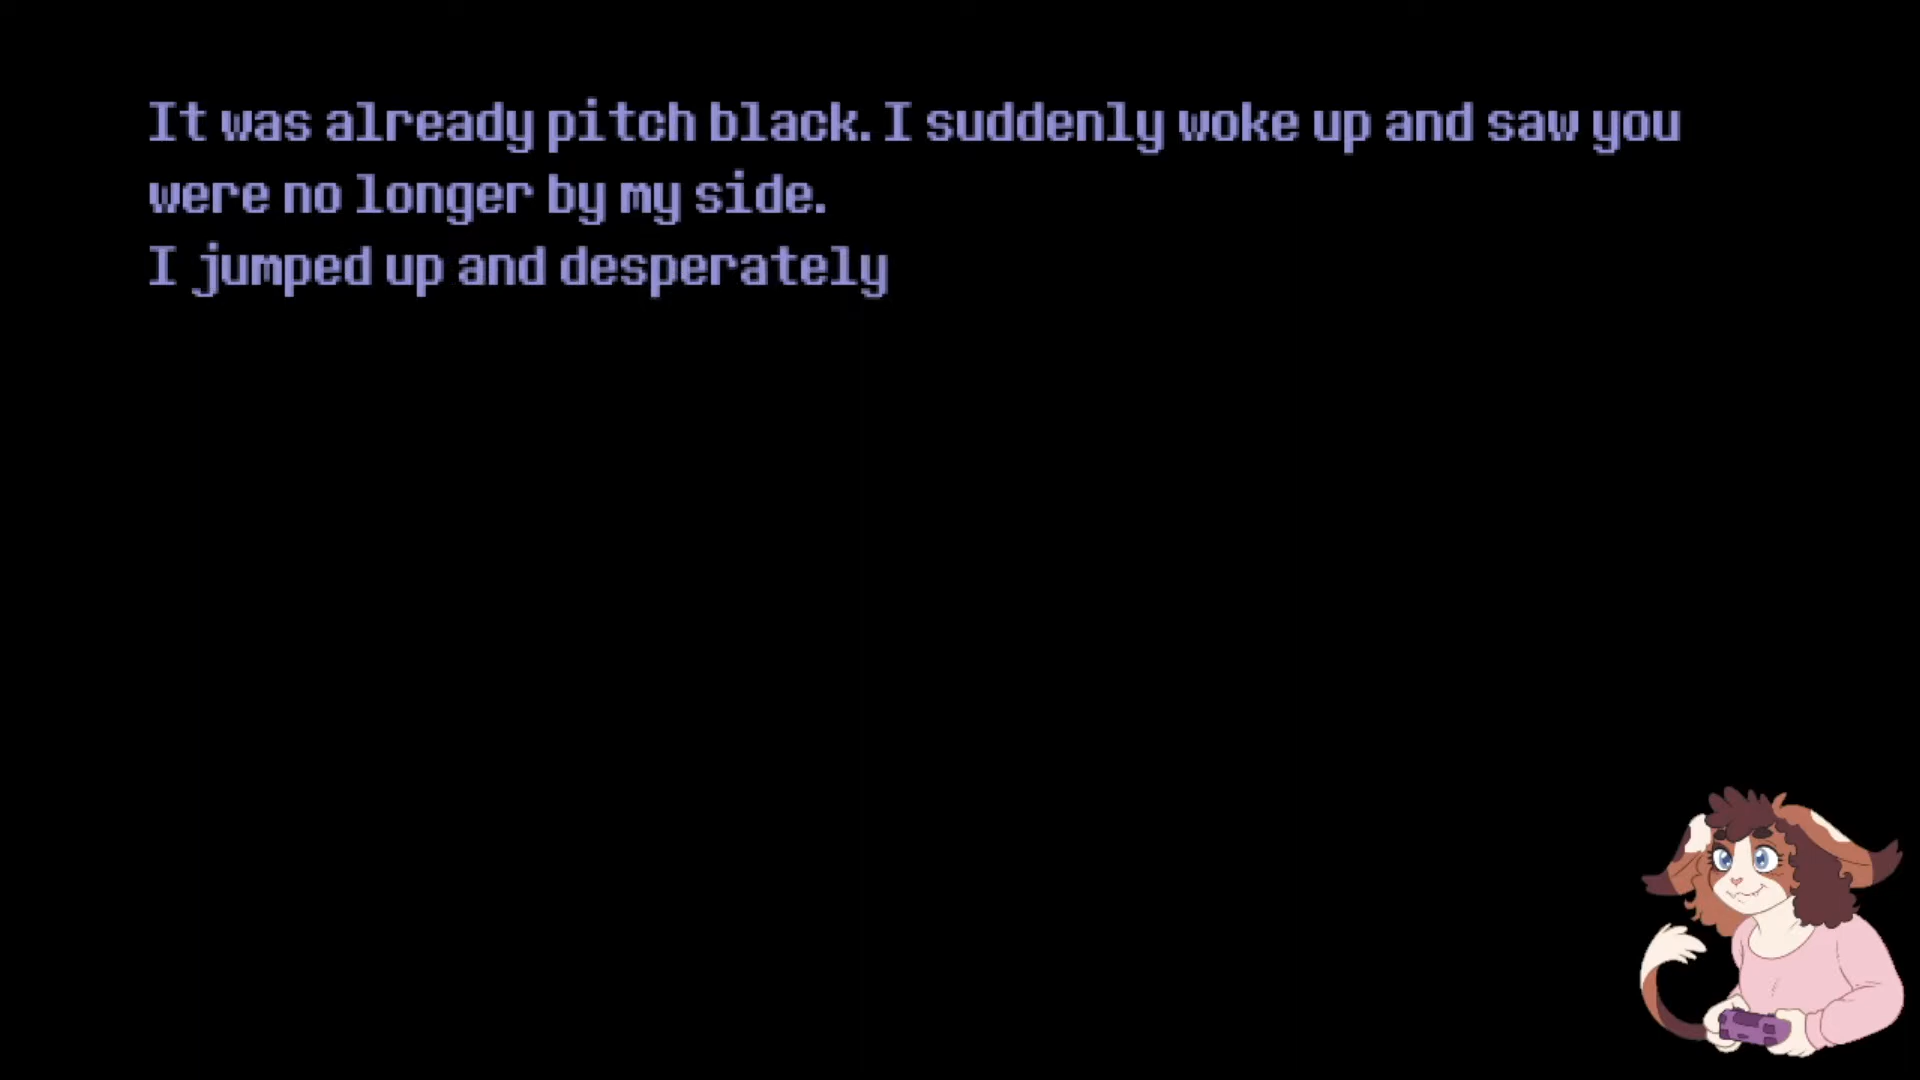 It was already pitch black. I suddenly woke up and saw you
were no longer by my side.
I jumped up and desperately